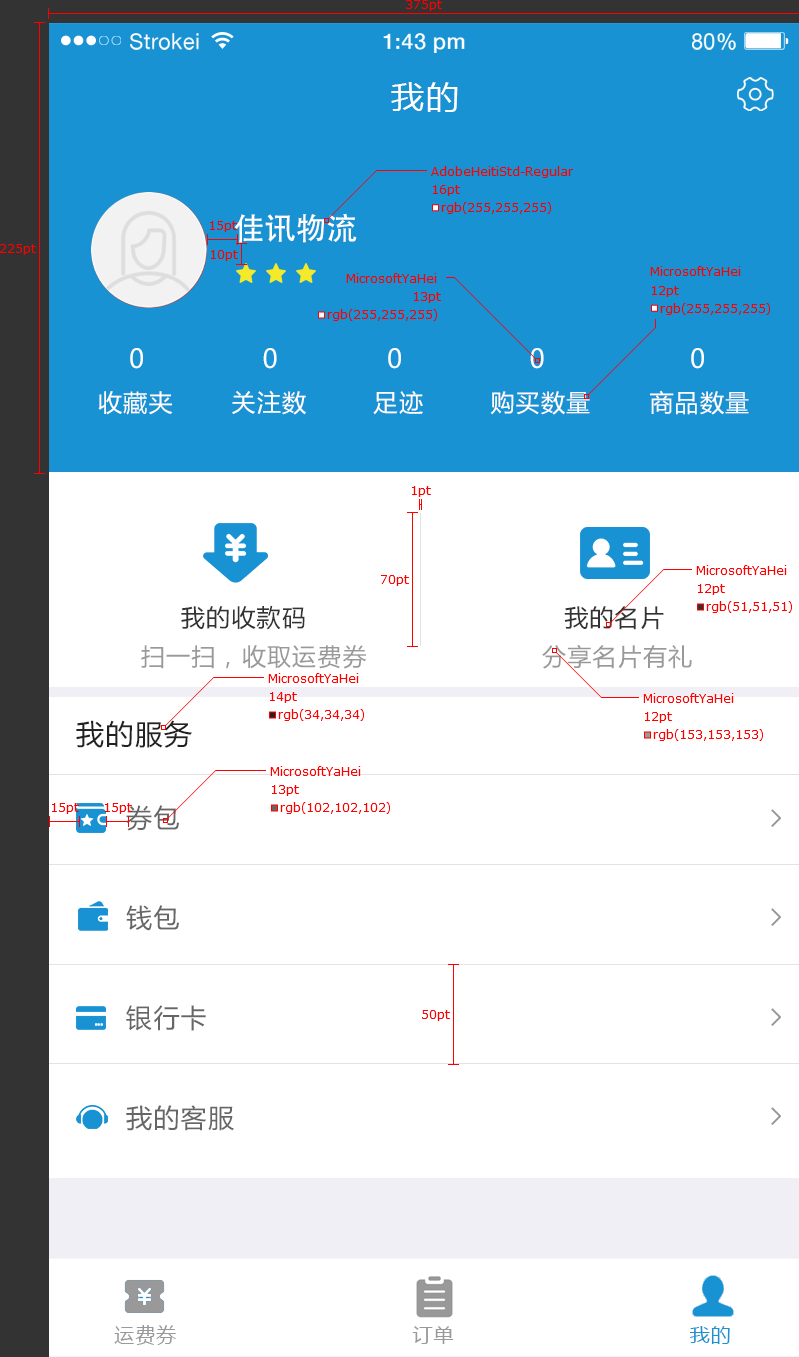 375pt
Strokei 1:43 pm 80%
我的
AdobeHeitiStd-Regular
16pt
rgb(255,255,255)
15pt
佳讯物流
225pt
10pt
MicrosoftYaHei
13pt
rgb(255,255,255)
MicrosoftYaHei
12pt
rgb(255,255,255)
0 0 0 0 0
收藏夹 关注数 足迹 购买数量 商品数量
1pt
70pt
MicrosoftYaHei
12pt
rgb(51,51,51)
我的收款码 我的名片
扫一扫，收取运费券 分享名片有礼
MicrosoftYaHei
14pt
rgb(34,34,34)
MicrosoftYaHei
12pt
rgb(153,153,153)
我的服务
MicrosoftYaHei
13pt
rgb(102,102,102)
15pt 15pt
券包
钱包
银行卡
50pt
我的客服
运费券 订单 我的